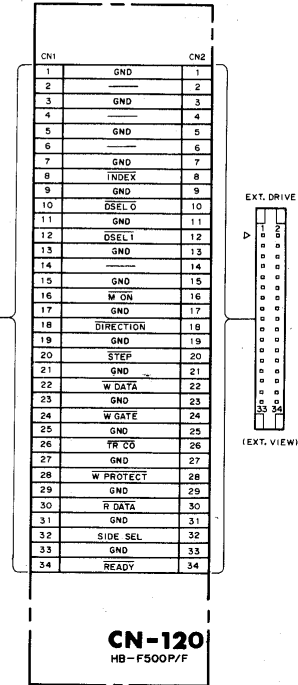 CN1 CN2
1 GND 1
2 ——— 2
3 GND 3
4 ——— 4
5 GND 5
6 ——— 6
7 GND 7
8 INDEX 8
9 GND 9
10 DSEL 0 10
11 GND 11
12 DSEL 1 12
13 GND 13
14 ——— 14
15 GND 15
16 M ON 16
17 GND 17
18 DIRECTION 18
19 GND 19
20 STEP 20
21 GND 21
22 W DATA 22
23 GND 23
24 W GATE 24
25 GND 25
26 TR CO 26
27 GND 27
28 W PROTECT 28
29 GND 29
30 R DATA 30
31 GND 31
32 SIDE SEL 32
33 GND 33
34 READY 34
EXT. DRIVE
1 2
33 34
(EXT. VIEW)
CN-120
HB-F500P/F